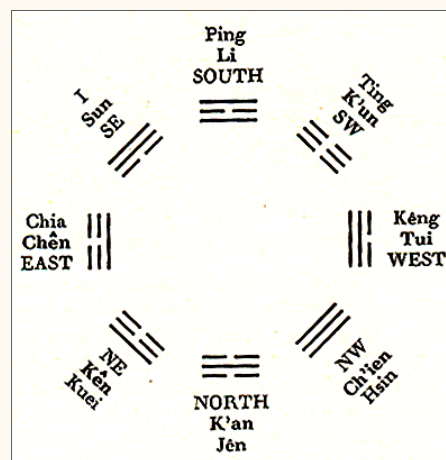 Ping
Li
SOUTH
Ting
K'un
SW
Kêng
Tui
WEST
NW
Ch'ien
Hsin
NORTH
K'an
Jên
NE
Kên
Kuei
Chia
Chên
EAST
I
Sun
SE